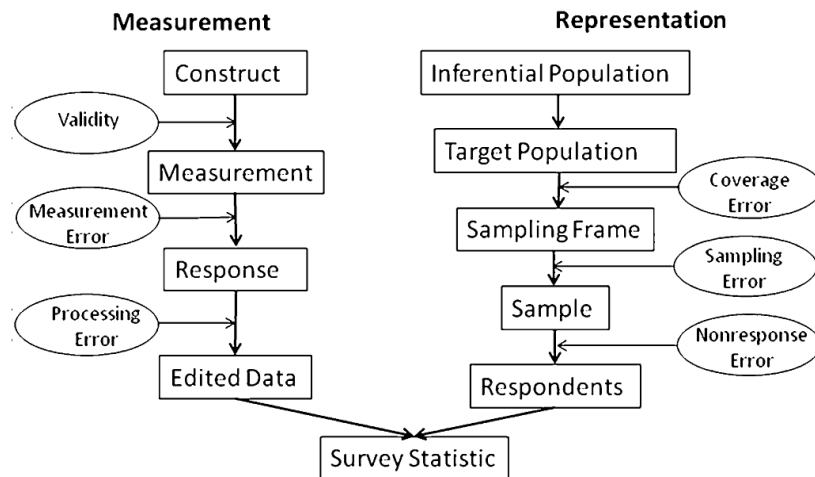 Measurement
Representation
Construct
Inferential Population
Validity
Target Population
Measurement
Coverage
Error
Measurement
Error
Sampling Frame
Response
Sampling
Error
Processing
Error
Sample
Nonresponse
Error
Edited Data
Respondents
Survey Statistic